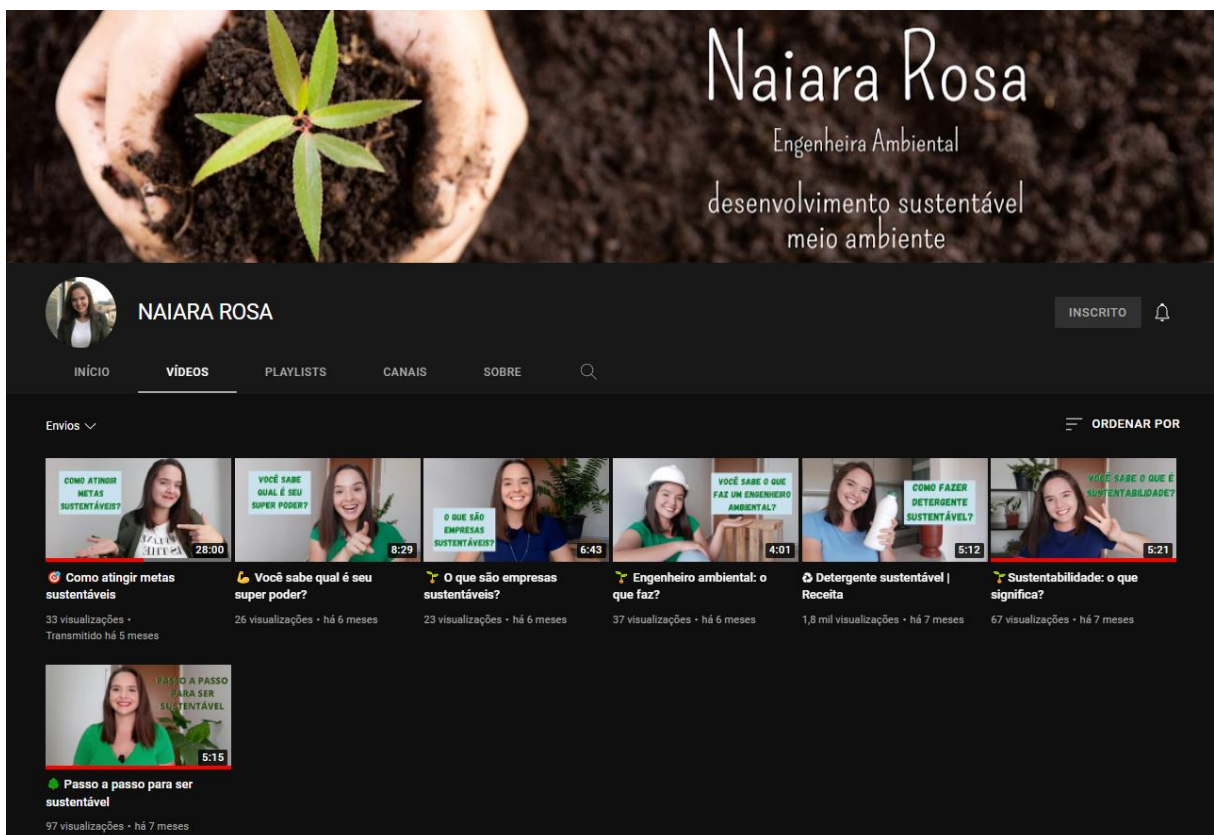 Naiara Rosa
Engenheira Ambiental
desenvolvimento sustentável
meio ambiente
NAIARA ROSA
INSCRITO
INÍCIO VÍDEOS PLAYLISTS CANAIS SOBRE
Envios
ORDENAR POR
COMO ATINGIR
METAS
SUSTENTÁVEIS?
28:00
🎯 Como atingir metas
sustentáveis
33 visualizações •
Transmitido há 5 meses
VOCÊ SABE
QUAL É SEU
SUPER PODER?
8:29
💪 Você sabe qual é seu
super poder?
26 visualizações • há 6 meses
O QUE SÃO
EMPRESAS
SUSTENTÁVEIS?
6:43
🌱 O que são empresas
sustentáveis?
23 visualizações • há 6 meses
VOCÊ SABE O QUE
FAZ UM ENGENHEIRO
AMBIENTAL?
4:01
🌱 Engenheiro ambiental: o
que faz?
37 visualizações • há 6 meses
COMO FAZER
DETERGENTE
SUSTENTÁVEL?
5:12
♻ Detergente sustentável |
Receita
1,8 mil visualizações • há 7 meses
VOCÊ SABE O QUE É
SUSTENTABILIDADE?
5:21
🌱 Sustentabilidade: o que
significa?
67 visualizações • há 7 meses
PASSO A PASSO
PARA SER
SUSTENTÁVEL
5:15
🌳 Passo a passo para ser
sustentável
97 visualizações • há 7 meses